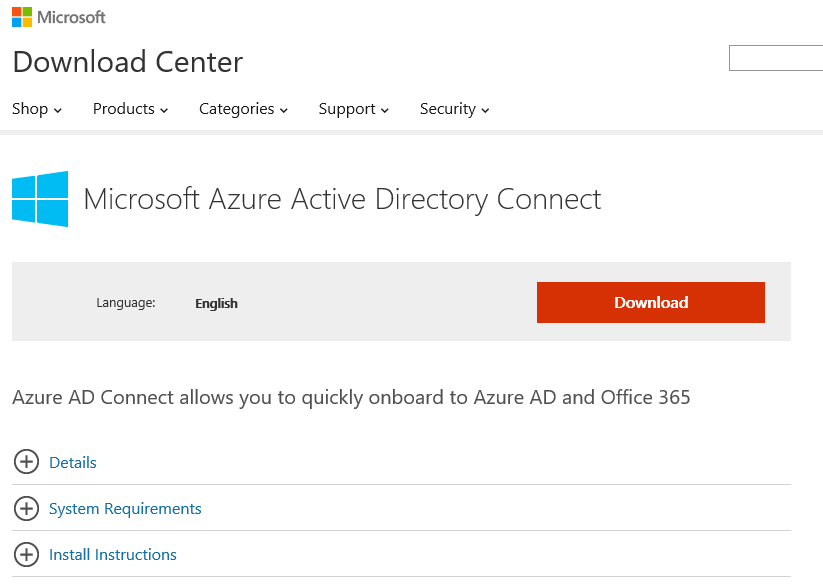 Microsoft
Download Center
Shop Products Categories Support Security
Microsoft Azure Active Directory Connect
Language: English Download
Azure AD Connect allows you to quickly onboard to Azure AD and Office 365
Details
System Requirements
Install Instructions